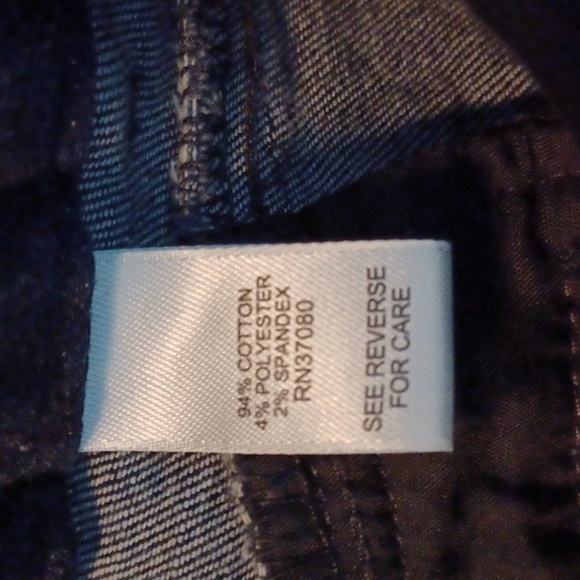 94% COTTON
4% POLYESTER
2% SPANDEX
RN37080
SEE REVERSE
FOR CARE